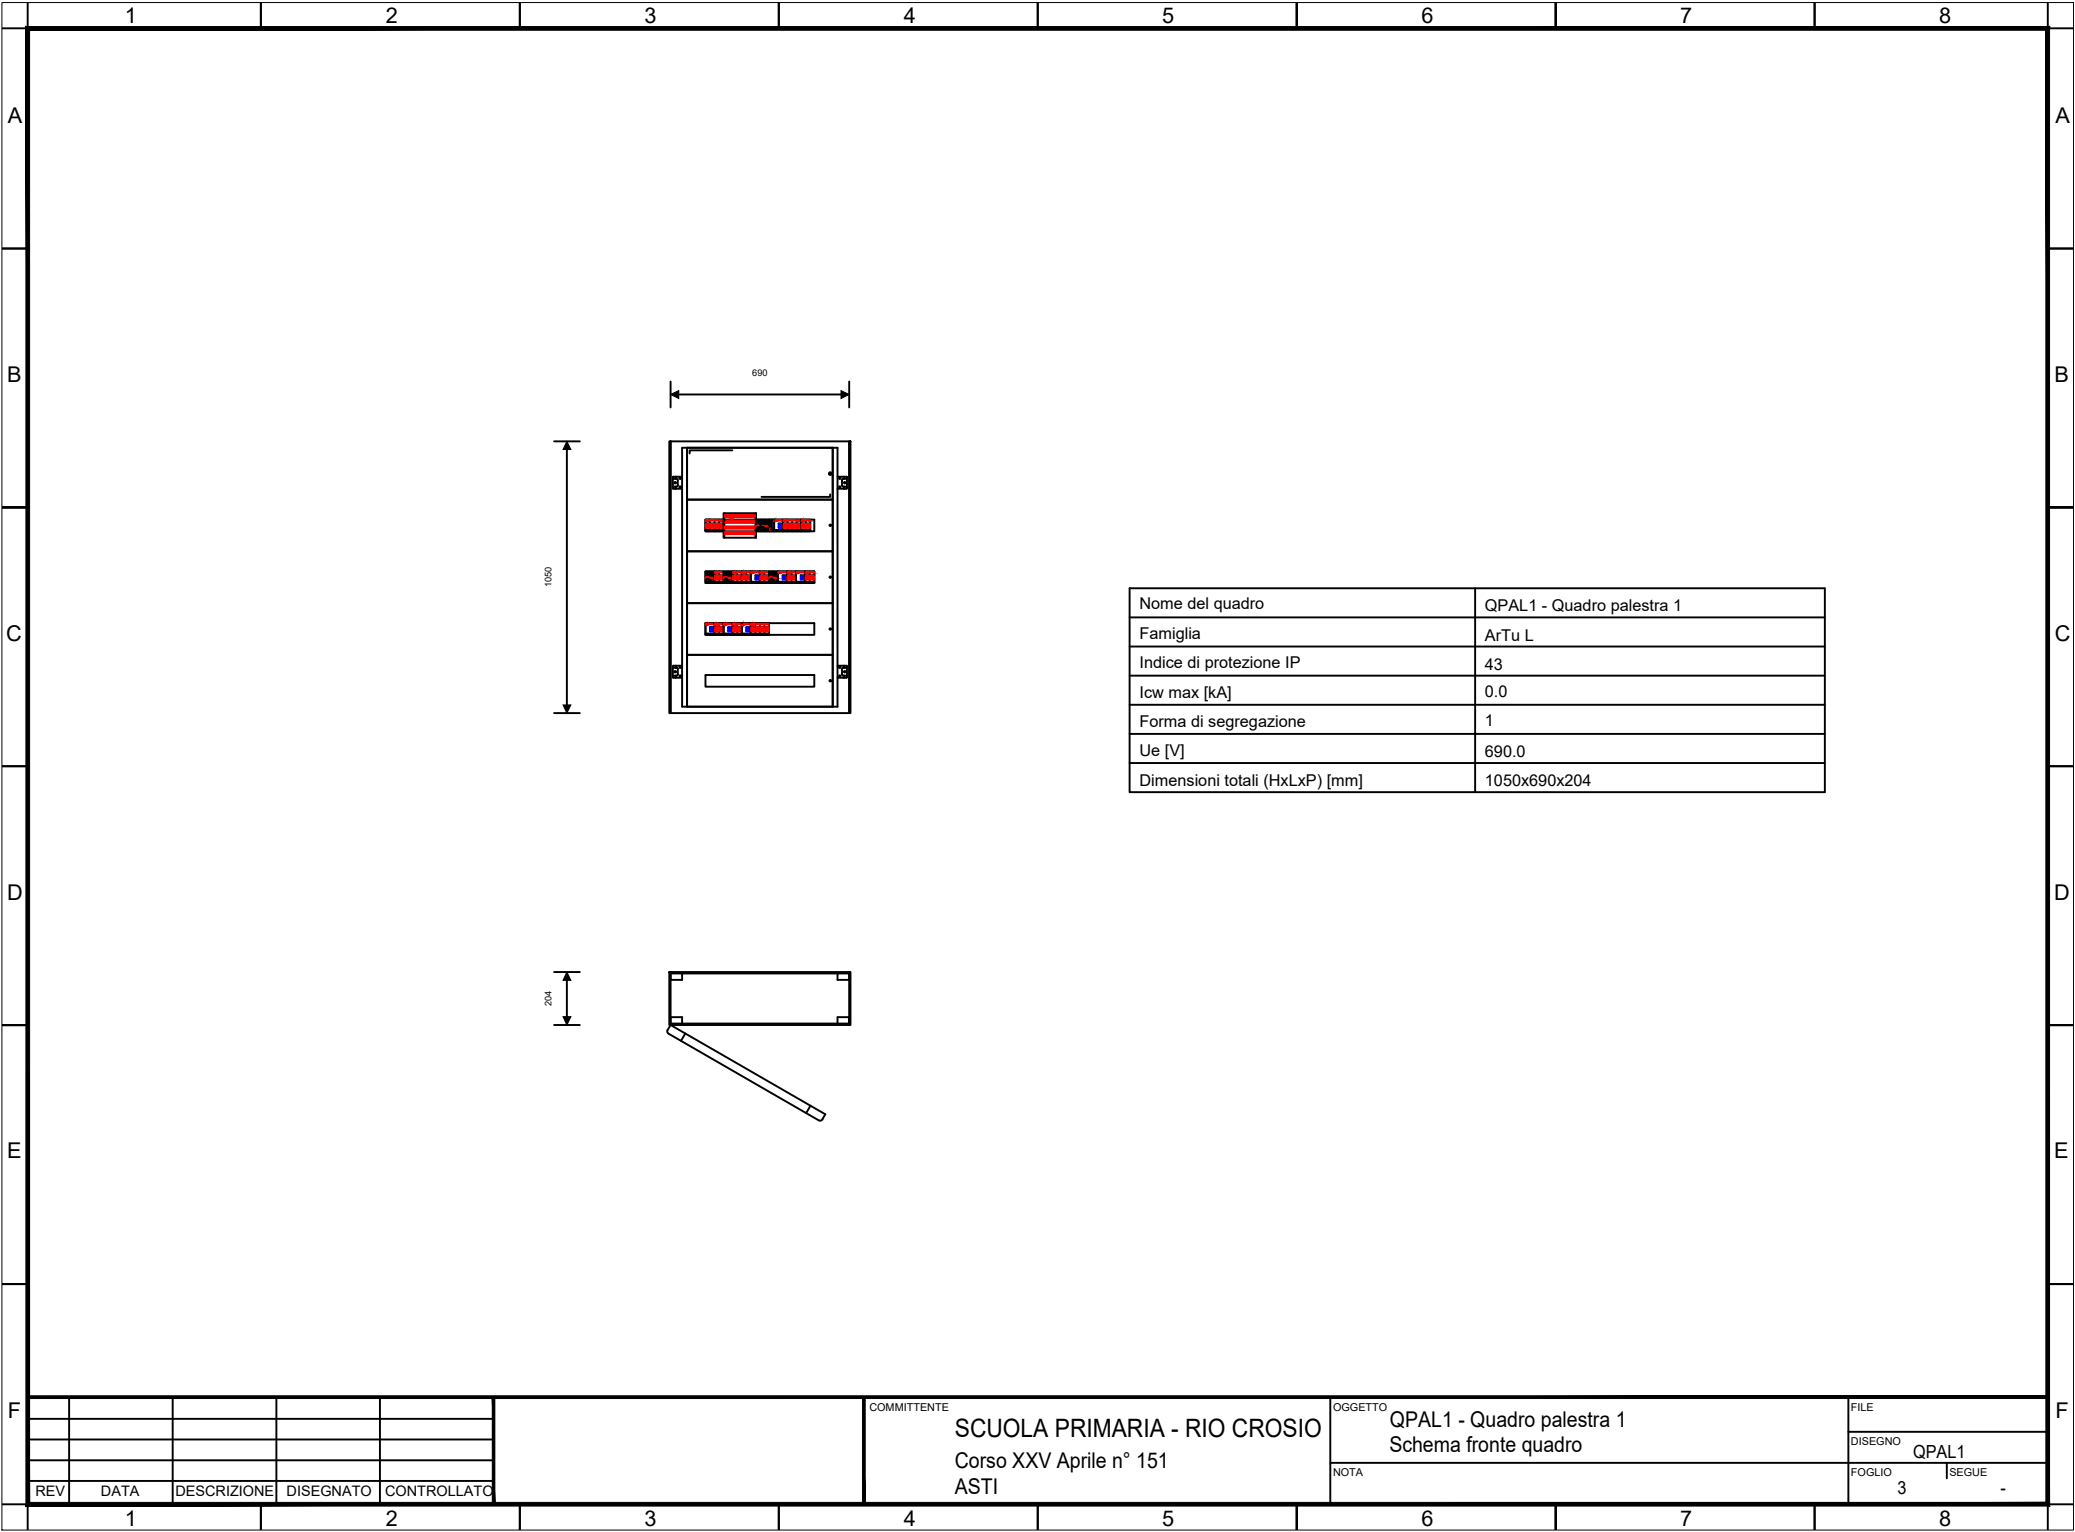 1 2 3 4 5 6 7 8
A A
B B
690
1050
C C
Nome del quadro QPAL1 - Quadro palestra 1
Famiglia ArTu L
Indice di protezione IP 43
Icw max [kA] 0.0
Forma di segregazione 1
Ue [V] 690.0
Dimensioni totali (HxLxP) [mm] 1050x690x204
D D
204
E E
F F
COMMITTENTE
SCUOLA PRIMARIA - RIO CROSIO
Corso XXV Aprile n° 151
ASTI
OGGETTO
QPAL1 - Quadro palestra 1
Schema fronte quadro
NOTA
FILE
DISEGNO
QPAL1
FOGLIO SEGUE
3 -
REV DATA DESCRIZIONE DISEGNATO CONTROLLATO
1 2 3 4 5 6 7 8